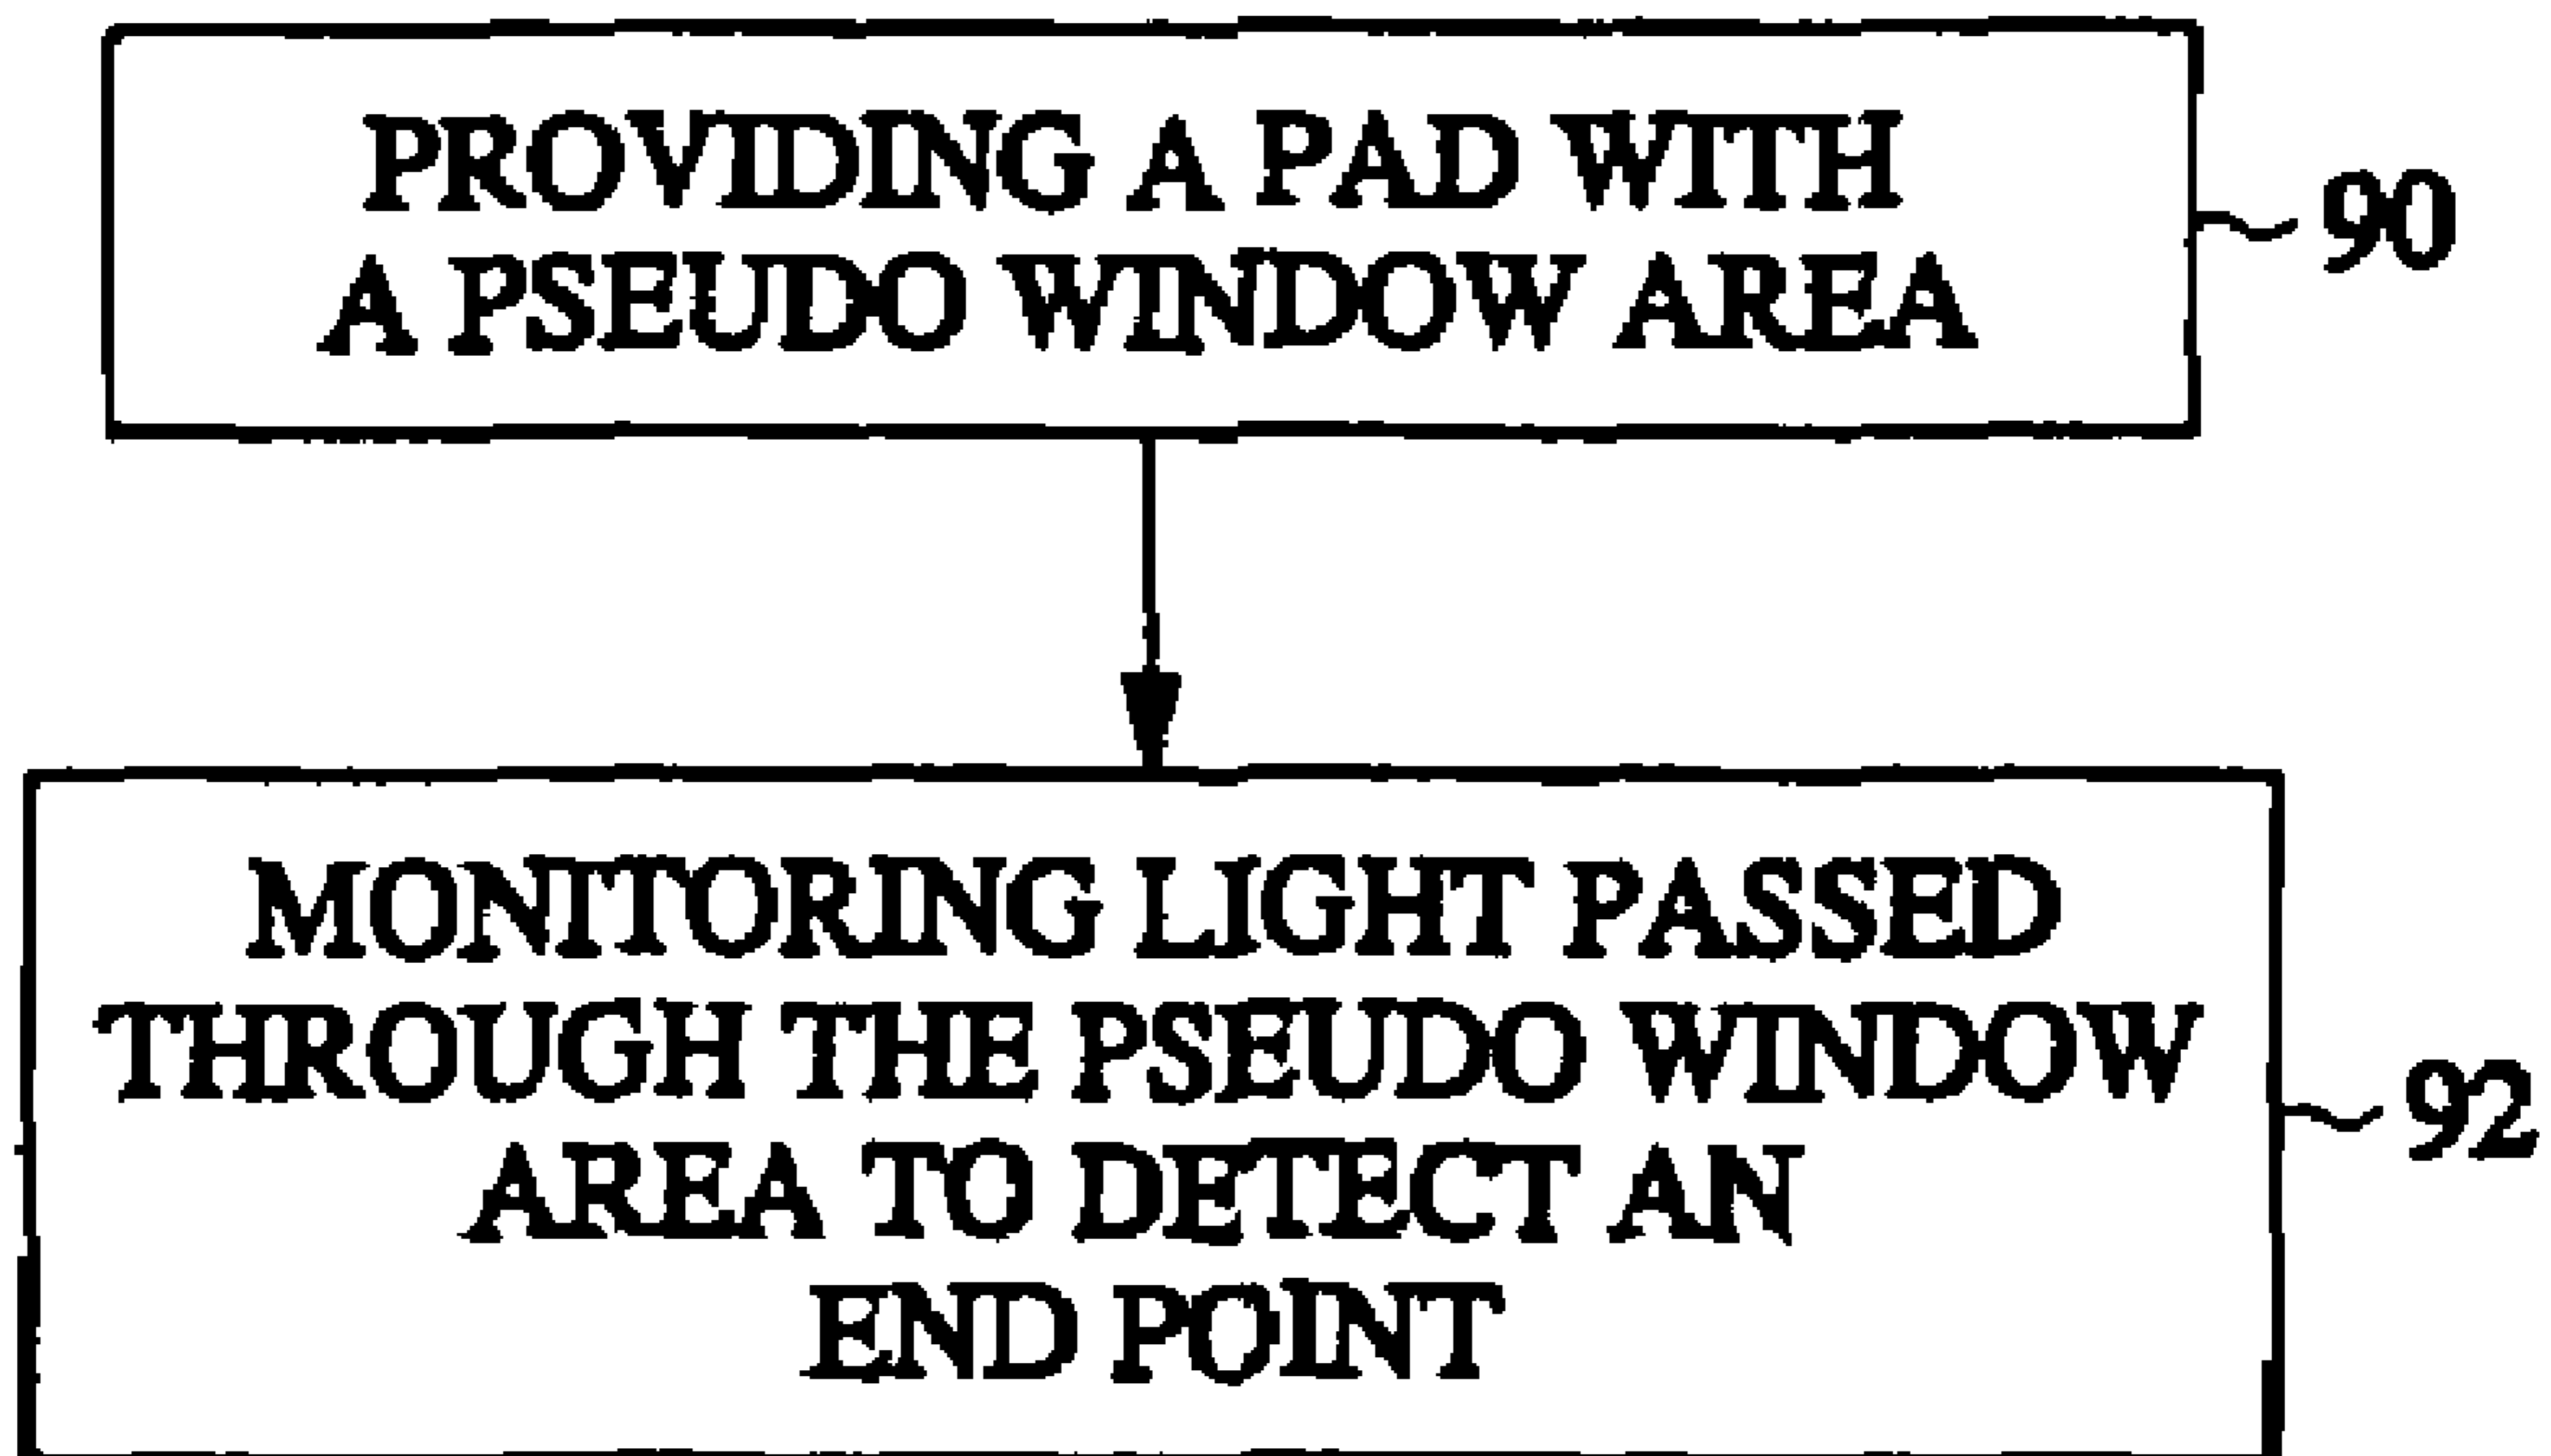 PROVIDING A PAD WITH
A PSEUDO WINDOW AREA
90
MONITORING LIGHT PASSED
THROUGH THE PSEUDO WINDOW
AREA TO DETECT AN
END POINT
92